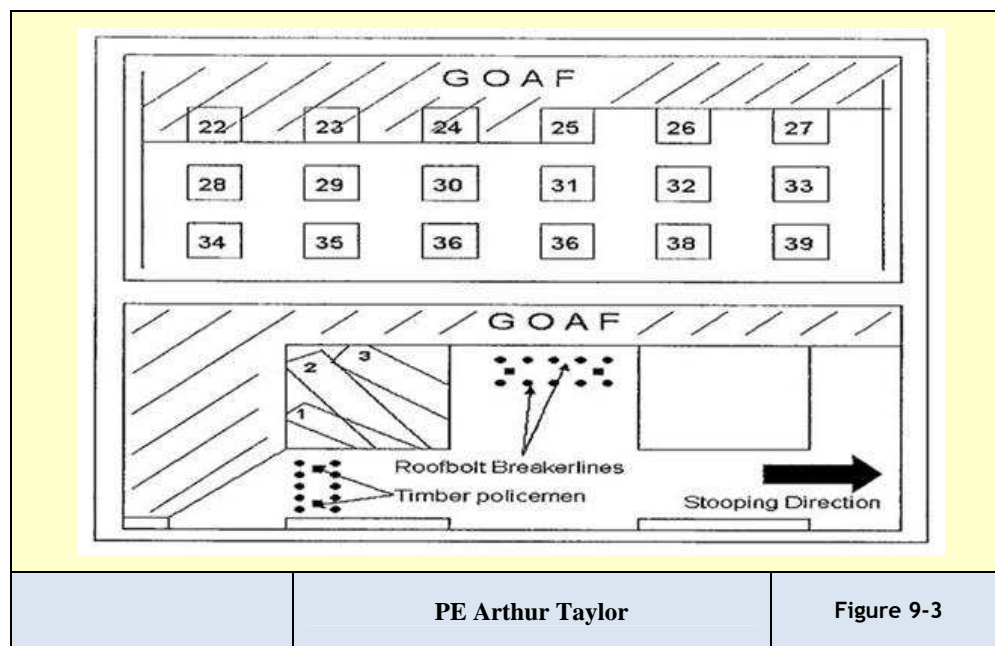 GOAF
22 23 24 25 26 27
28 29 30 31 32 33
34 35 36 36 38 39
GOAF
1 2 3
Roofbolt Breakerlines
Timber policemen
Stooping Direction
PE Arthur Taylor
Figure 9-3